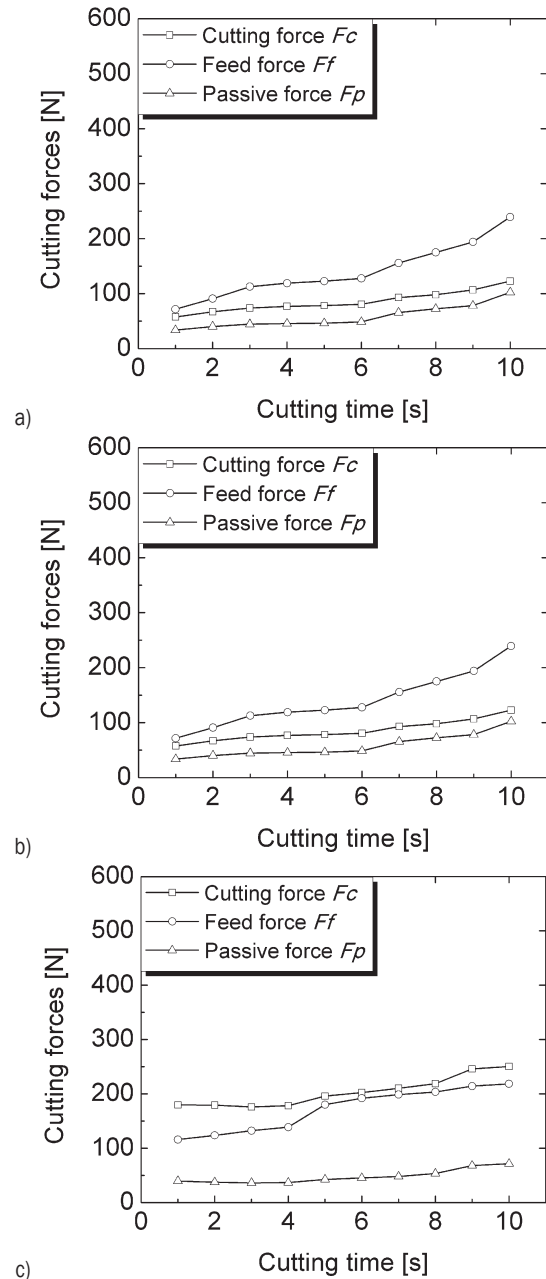 600
500
400
300
200
100
0
Cutting forces [N]
Cutting force Fc
Feed force Ff
Passive force Fp
0 2 4 6 8 10
Cutting time [s]
a)
600
500
400
300
200
100
0
Cutting forces [N]
Cutting force Fc
Feed force Ff
Passive force Fp
0 2 4 6 8 10
Cutting time [s]
b)
600
500
400
300
200
100
0
Cutting forces [N]
Cutting force Fc
Feed force Ff
Passive force Fp
0 2 4 6 8 10
Cutting time [s]
c)